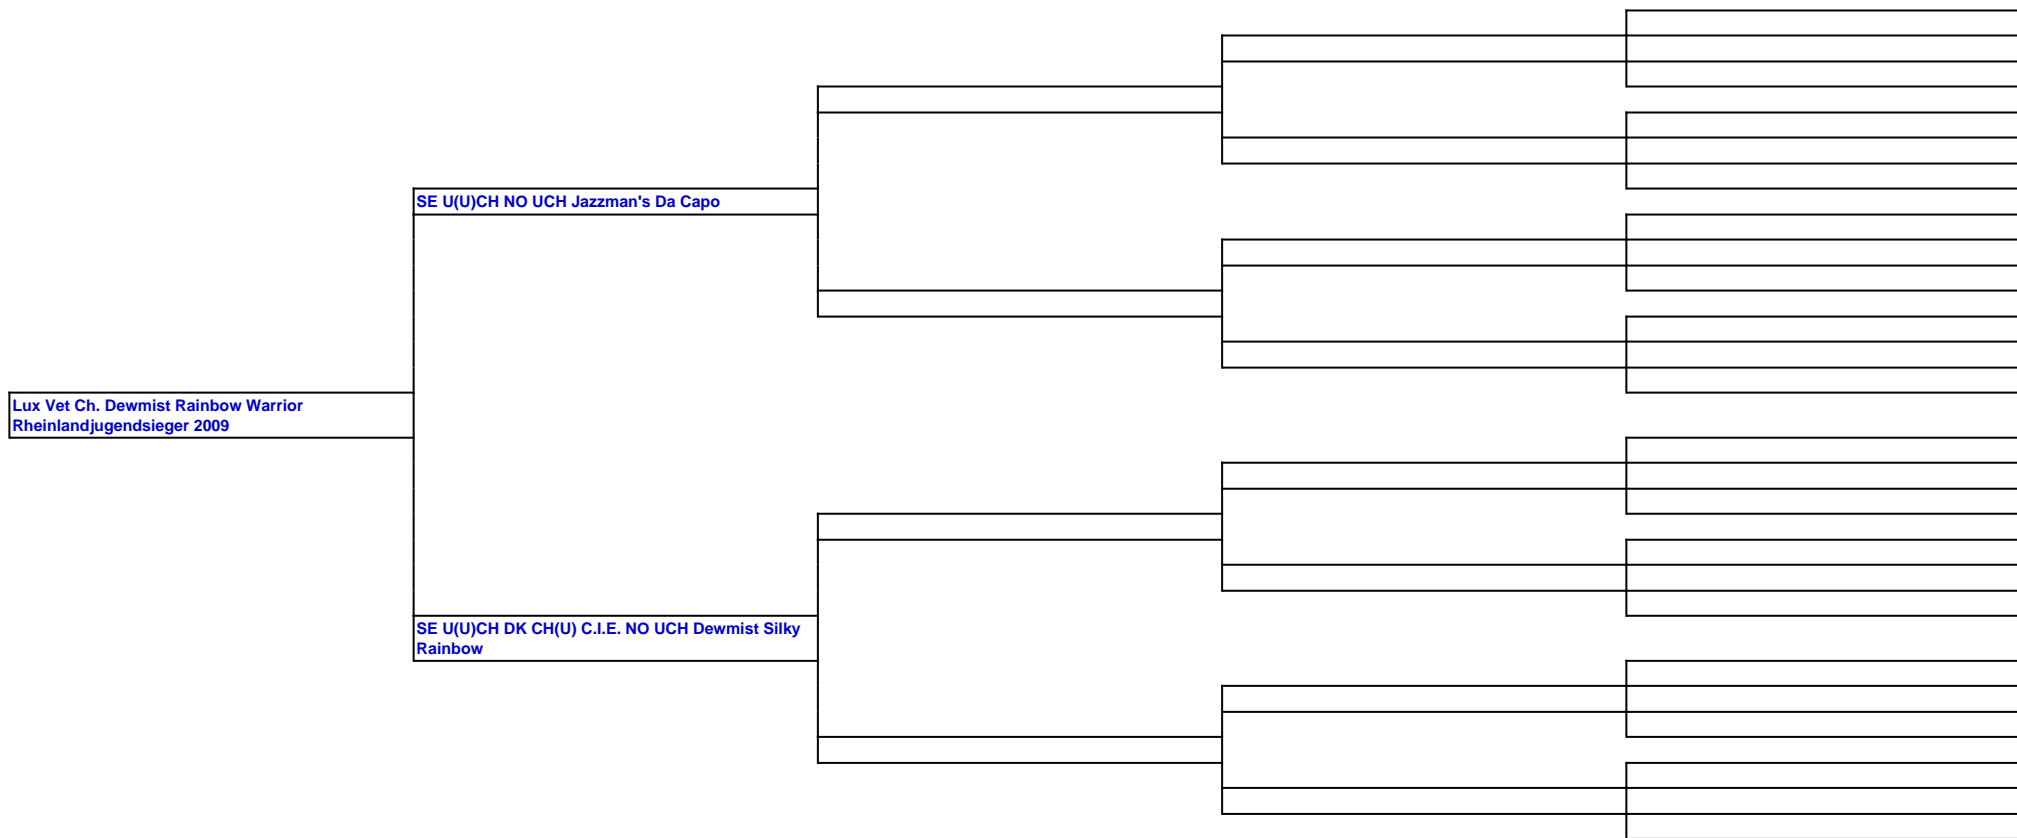 SE U(U)CH NO UCH Jazzman's Da Capo
Lux Vet Ch. Dewmist Rainbow Warrior
Rheinlandjugendsieger 2009
SE U(U)CH DK CH(U) C.I.E. NO UCH Dewmist Silky
Rainbow